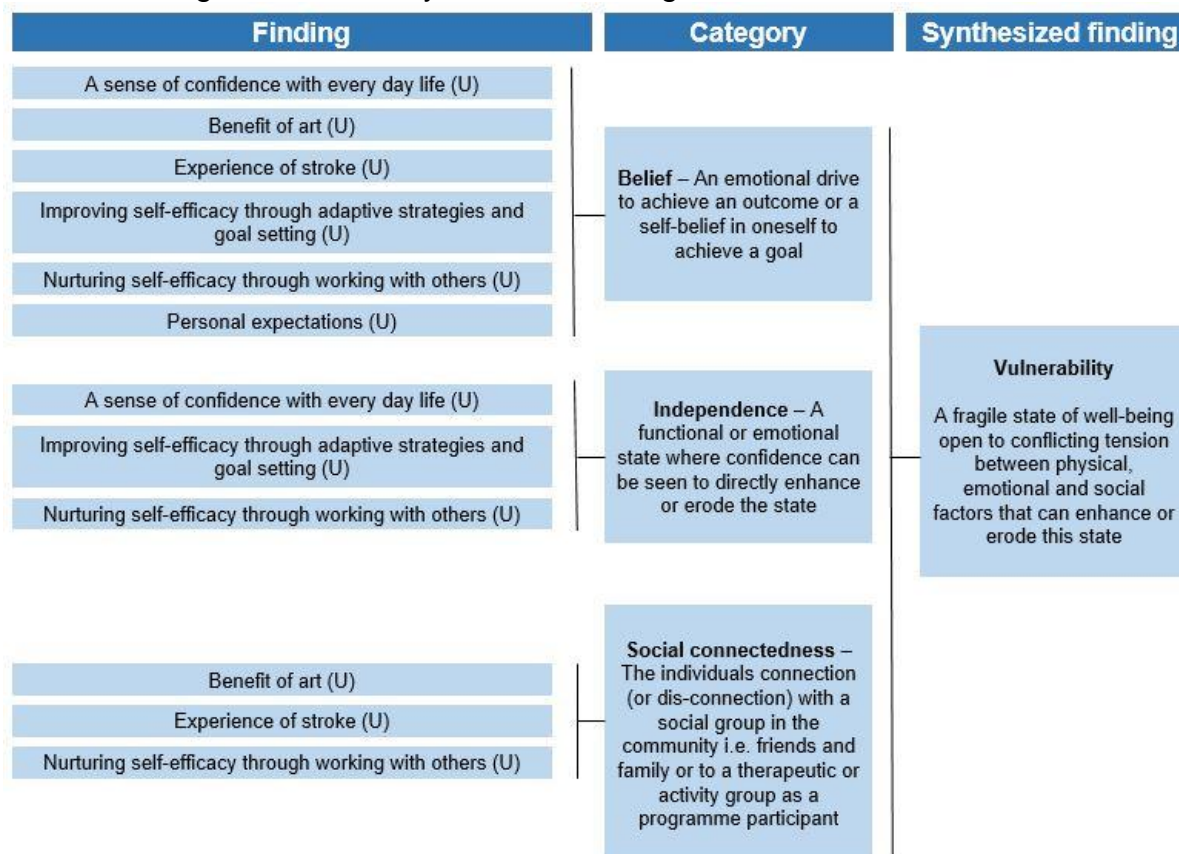 Finding
Category
Synthesized finding
A sense of confidence with every day life (U)
Benefit of art (U)
Experience of stroke (U)
Improving self-efficacy through adaptive strategies and
goal setting (U)
Nurturing self-efficacy through working with others (U)
Personal expectations (U)
Belief – An emotional drive
to achieve an outcome or a
self-belief in oneself to
achieve a goal
A sense of confidence with every day life (U)
Improving self-efficacy through adaptive strategies and
goal setting (U)
Nurturing self-efficacy through working with others (U)
Independence – A
functional or emotional
state where confidence can
be seen to directly enhance
or erode the state
Benefit of art (U)
Experience of stroke (U)
Nurturing self-efficacy through working with others (U)
Social connectedness –
The individuals connection
(or dis-connection) with a
social group in the
community i.e. friends and
family or to a therapeutic or
activity group as a
programme participant
Vulnerability
A fragile state of well-being
open to conflicting tension
between physical,
emotional and social
factors that can enhance or
erode this state